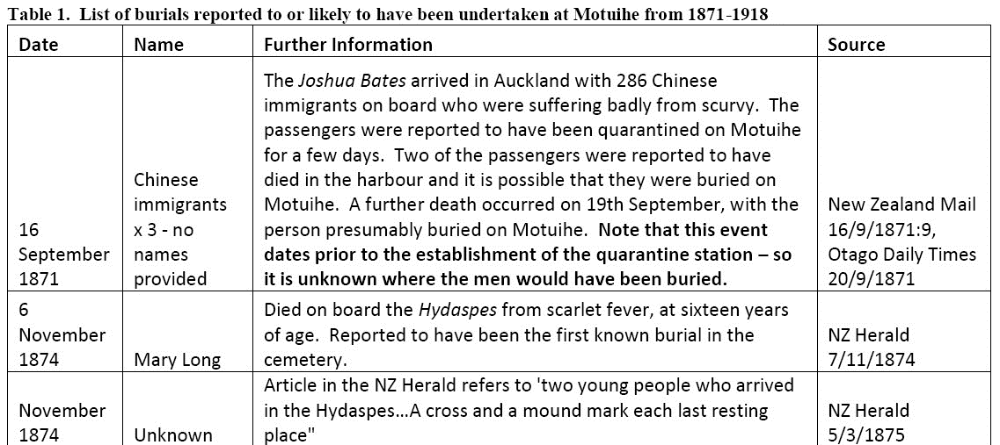 Table 1.  List of burials reported to or likely to have been undertaken at Motuihe from 1871-1918
Date Name Further Information Source
16
September
1871
Chinese
immigrants
x 3 - no
names
provided
The Joshua Bates arrived in Auckland with 286 Chinese
immigrants on board who were suffering badly from scurvy.  The
passengers were reported to have been quarantined on Motuihe
for a few days.  Two of the passengers were reported to have
died in the harbour and it is possible that they were buried on
Motuihe.  A further death occurred on 19th September, with the
person presumably buried on Motuihe.  Note that this event
dates prior to the establishment of the quarantine station – so
it is unknown where the men would have been buried.
New Zealand Mail
16/9/1871:9,
Otago Daily Times
20/9/1871
6
November
1874
Mary Long
Died on board the Hydaspes from scarlet fever, at sixteen years
of age.  Reported to have been the first known burial in the
cemetery.
NZ Herald
7/11/1874
November
1874
Unknown
Article in the NZ Herald refers to 'two young people who arrived
in the Hydaspes...A cross and a mound mark each last resting
place"
NZ Herald
5/3/1875